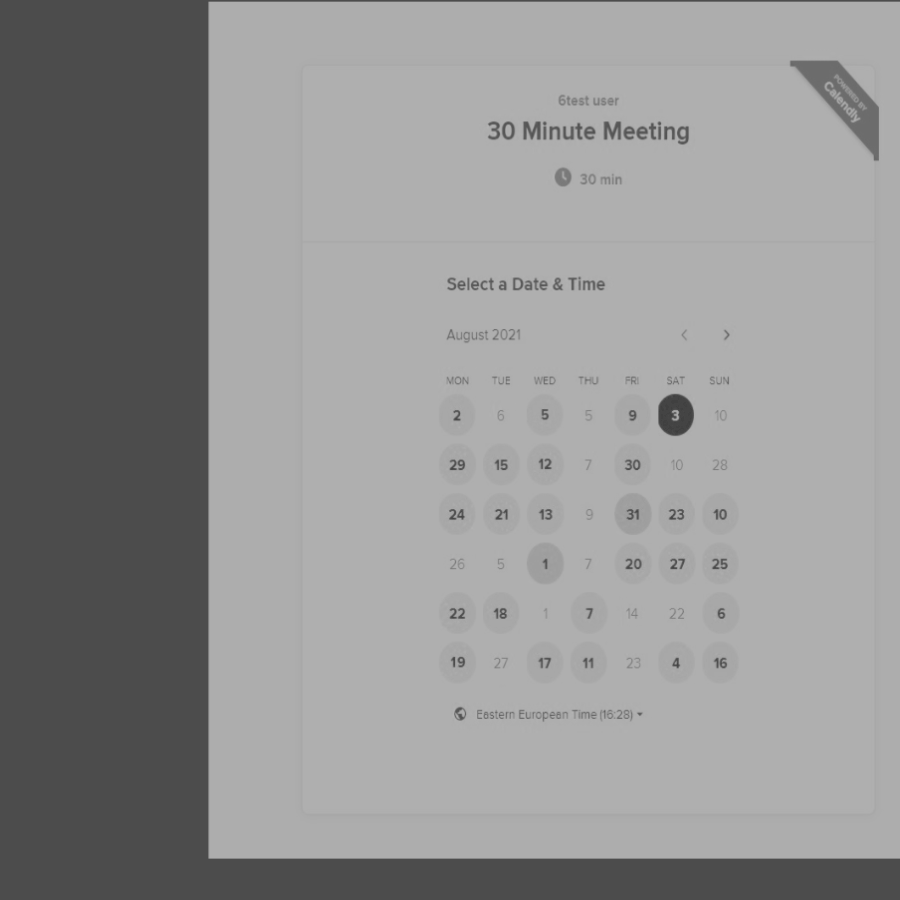 POWERED BY
Calendly
6test user
30 Minute Meeting
30 min
Select a Date & Time
August 2021
MON TUE WED THU FRI SAT SUN
2 6 5 5 9 3 10
29 15 12 7 30 10 28
24 21 13 9 31 23 10
26 5 1 7 20 27 25
22 18 1 7 14 22 6
19 27 17 11 23 4 16
Eastern European Time (16:28)